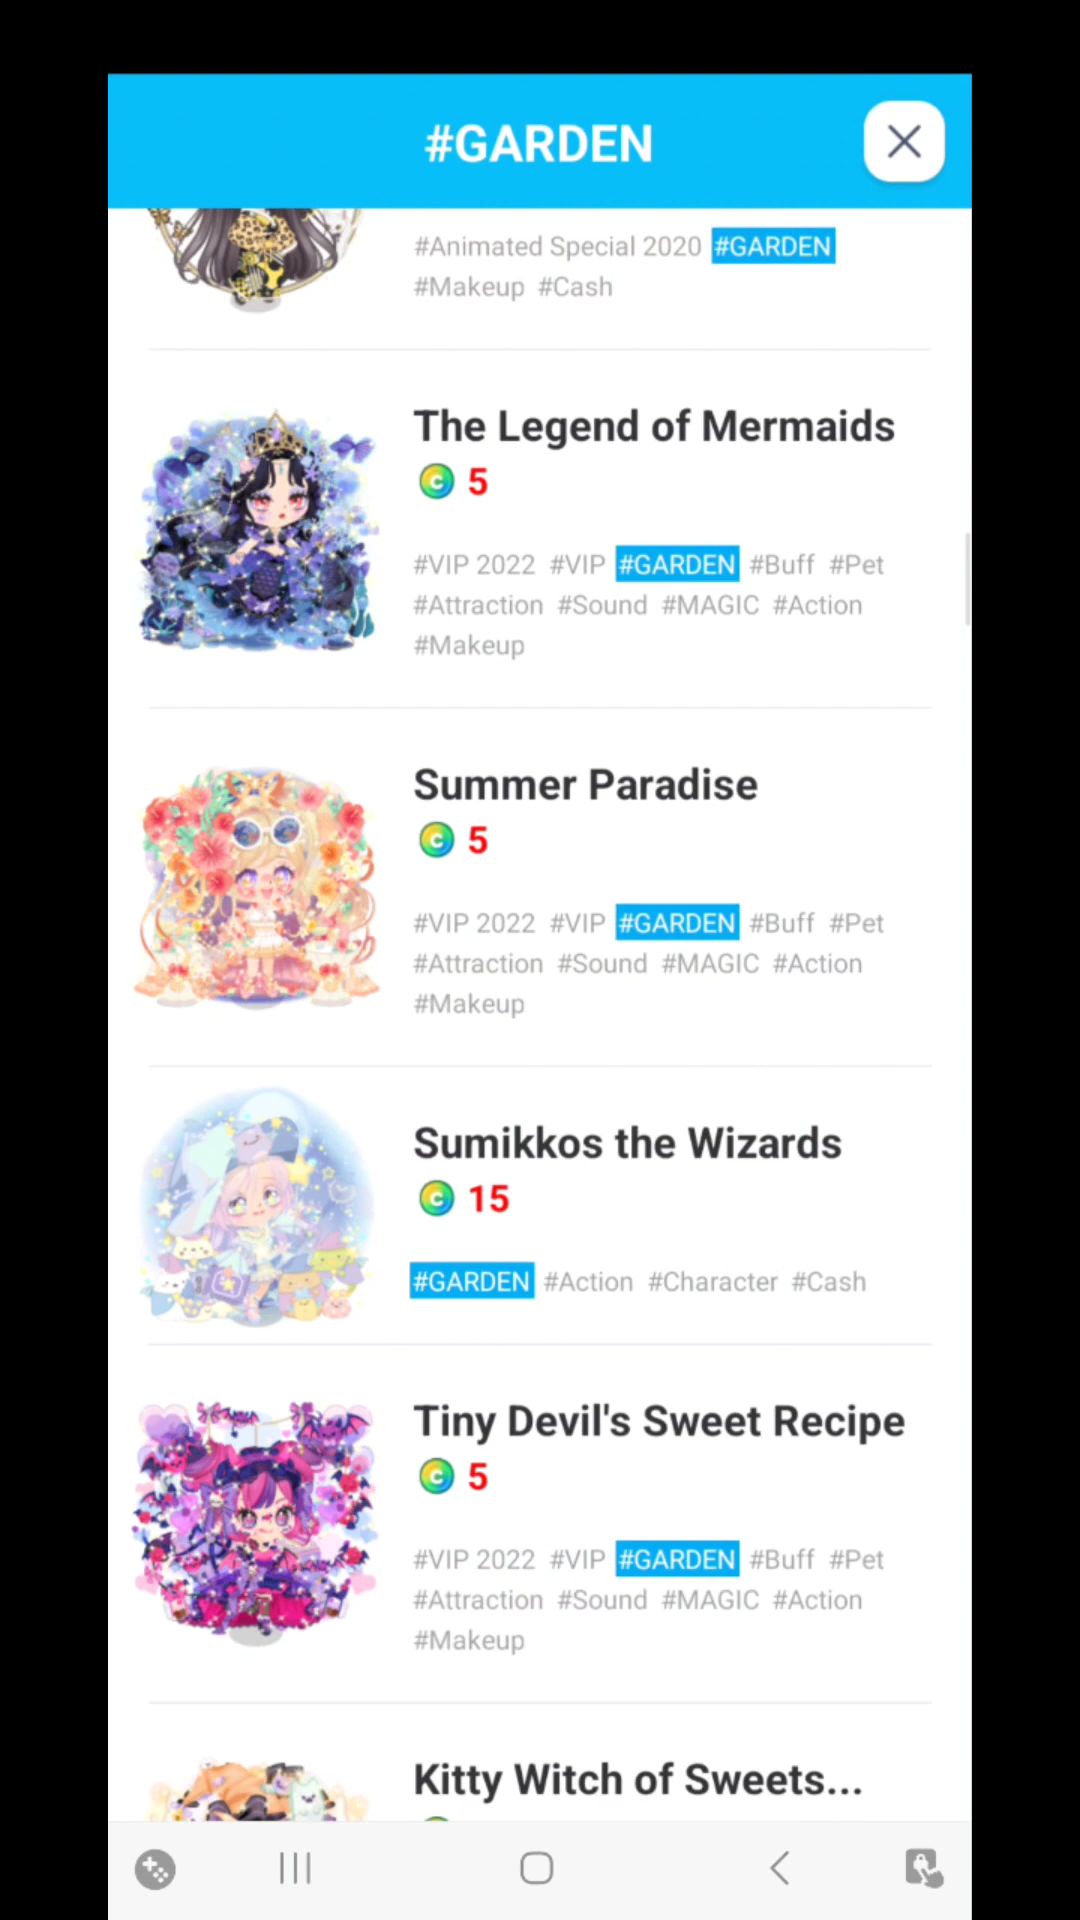 #GARDEN
#Animated Special 2020 #GARDEN
#Makeup #Cash
The Legend of Mermaids
C 5
#VIP 2022 #VIP #GARDEN #Buff #Pet
#Attraction #Sound #MAGIC #Action
#Makeup
Summer Paradise
C 5
#VIP 2022 #VIP #GARDEN #Buff #Pet
#Attraction #Sound #MAGIC #Action
#Makeup
Sumikkos the Wizards
C 15
#GARDEN #Action #Character #Cash
Tiny Devil's Sweet Recipe
C 5
#VIP 2022 #VIP #GARDEN #Buff #Pet
#Attraction #Sound #MAGIC #Action
#Makeup
Kitty Witch of Sweets...